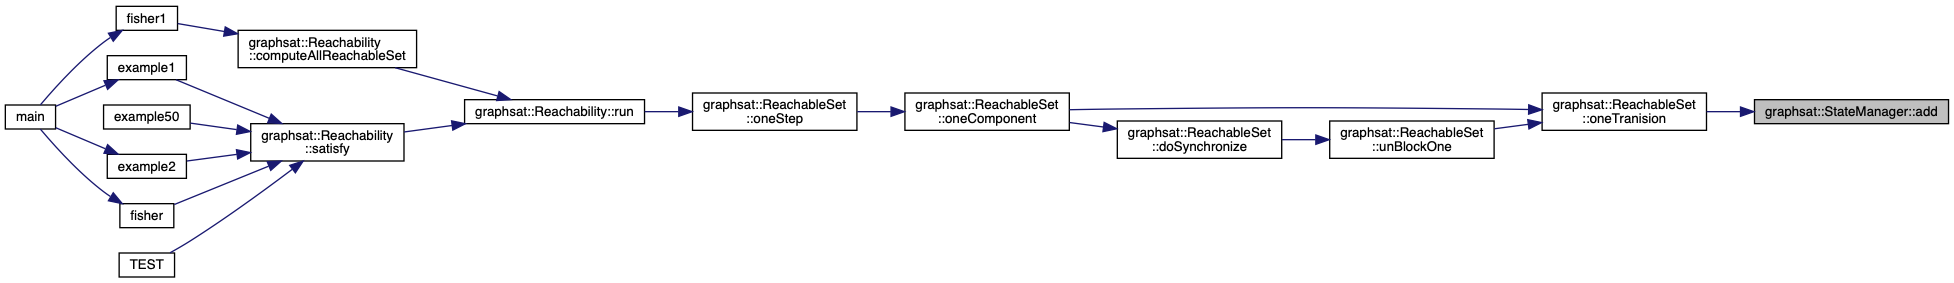 main
fisher1
example1
example50
example2
fisher
TEST
graphsat::Reachability
::computeAllReachableSet
graphsat::Reachability
::satisfy
graphsat::Reachability::run
graphsat::ReachableSet
::oneStep
graphsat::ReachableSet
::oneComponent
graphsat::ReachableSet
::doSynchronize
graphsat::ReachableSet
::unBlockOne
graphsat::ReachableSet
::oneTranision
graphsat::StateManager::add